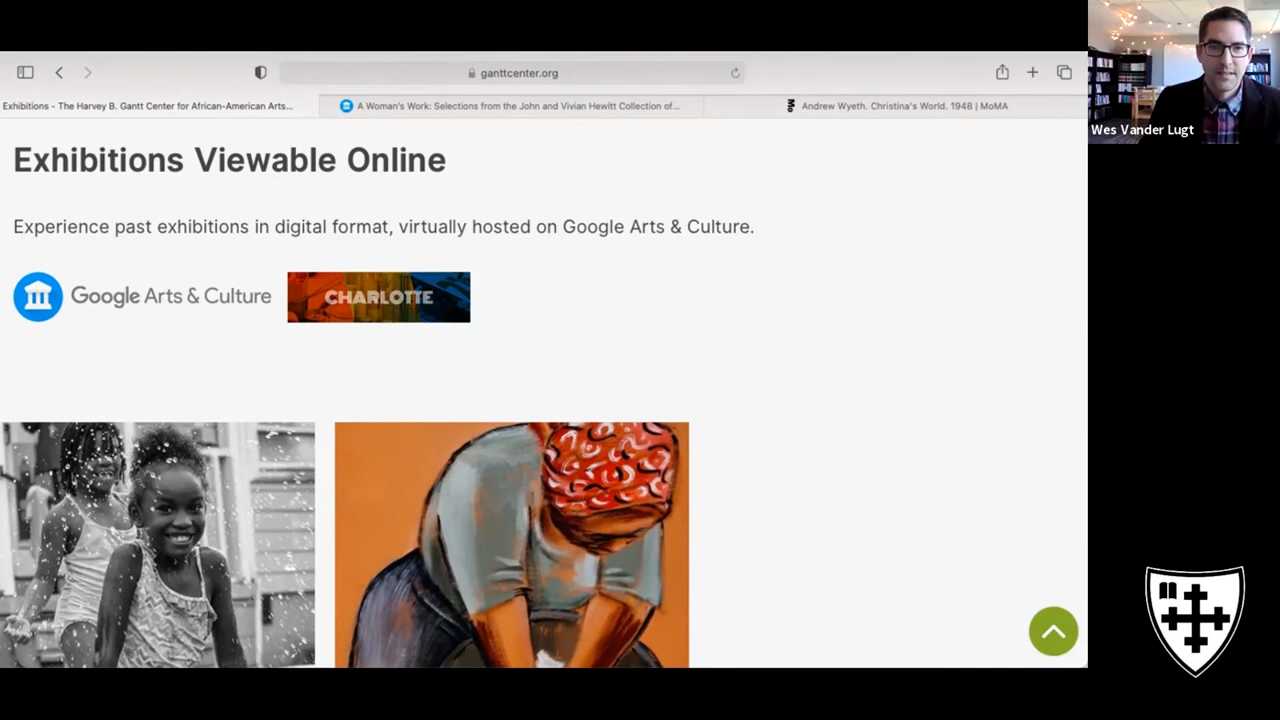 ganttcenter.org
Exhibitions - The Harvey B. Gantt Center for African-American Arts...
A Woman's Work: Selections from the John and Vivian Hewitt Collection of...
Mo
Andrew Wyeth. Christina's World. 1948 | MoMA
Wes Vander Lugt
Exhibitions Viewable Online
Experience past exhibitions in digital format, virtually hosted on Google Arts & Culture.
Google Arts & Culture
CHARLOTTE